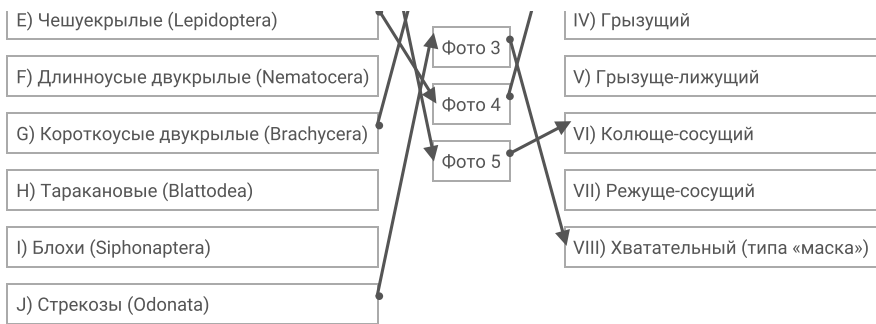 E) Чешуекрылые (Lepidoptera)
F) Длинноусые двукрылые (Nematocera)
G) Короткоусые двукрылые (Brachycera)
H) Таракановые (Blattodea)
I) Блохи (Siphonaptera)
J) Стрекозы (Odonata)
Фото 3
Фото 4
Фото 5
IV) Грызущий
V) Грызуще-лижущий
VI) Колюще-сосущий
VII) Режуще-сосущий
VIII) Хватательный (типа «маска»)